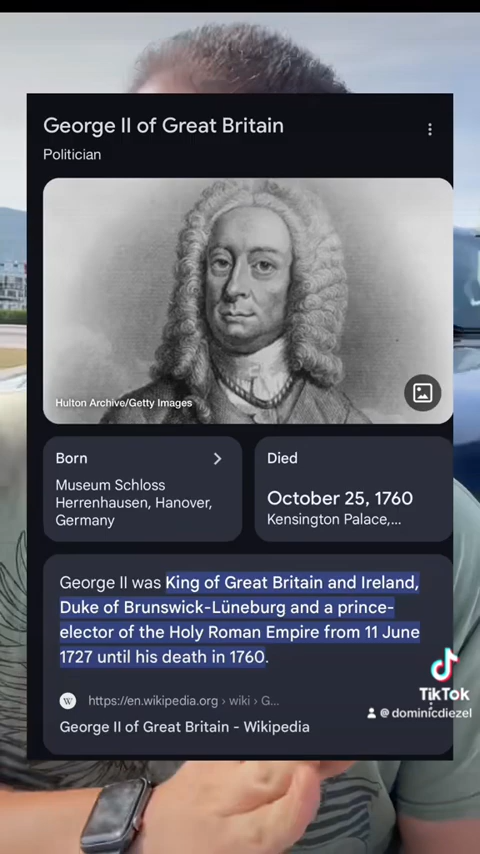 George II of Great Britain
Politician
Hulton Archive/Getty Images
Born
Museum Schloss
Herrenhausen, Hanover,
Germany
Died
October 25, 1760
Kensington Palace,...
George II was King of Great Britain and Ireland,
Duke of Brunswick-Lüneburg and a prince-
elector of the Holy Roman Empire from 11 June
1727 until his death in 1760.
W
https://en.wikipedia.org › wiki › G...
George II of Great Britain - Wikipedia
TikTok
@dominicdiezel